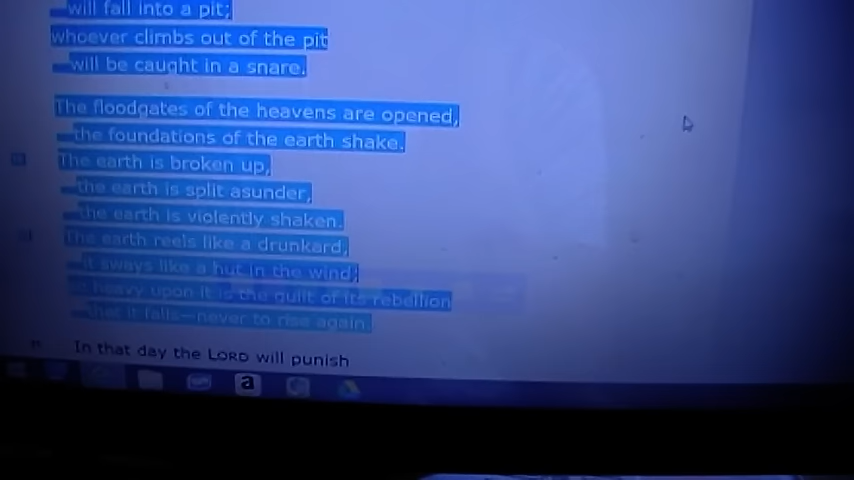 will fall into a pit;
whoever climbs out of the pit
will be caught in a snare.
The floodgates of the heavens are opened,
the foundations of the earth shake.
The earth is broken up,
the earth is split asunder,
the earth is violently shaken.
The earth reels like a drunkard,
it sways like a hut in the wind;
so heavy upon it is the guilt of its rebellion
that it falls—never to rise again.
In that day the LORD will punish
a